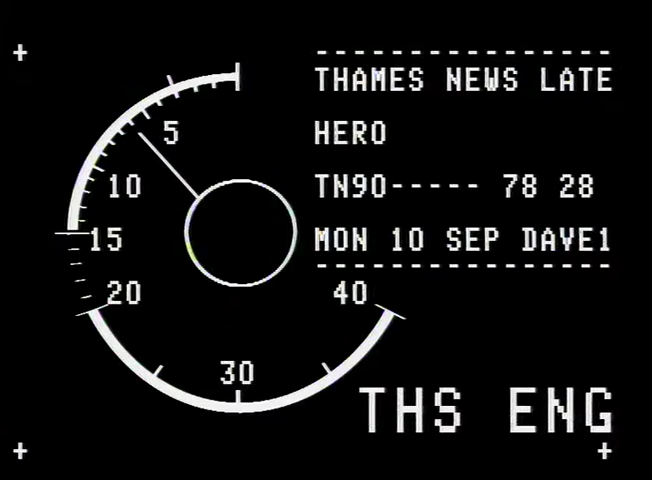 ----------------
THAMES NEWS LATE
HERO
TN90----- 78 28
MON 10 SEP DAVE1
----------------
5
10
15
20
30
40
THS ENG